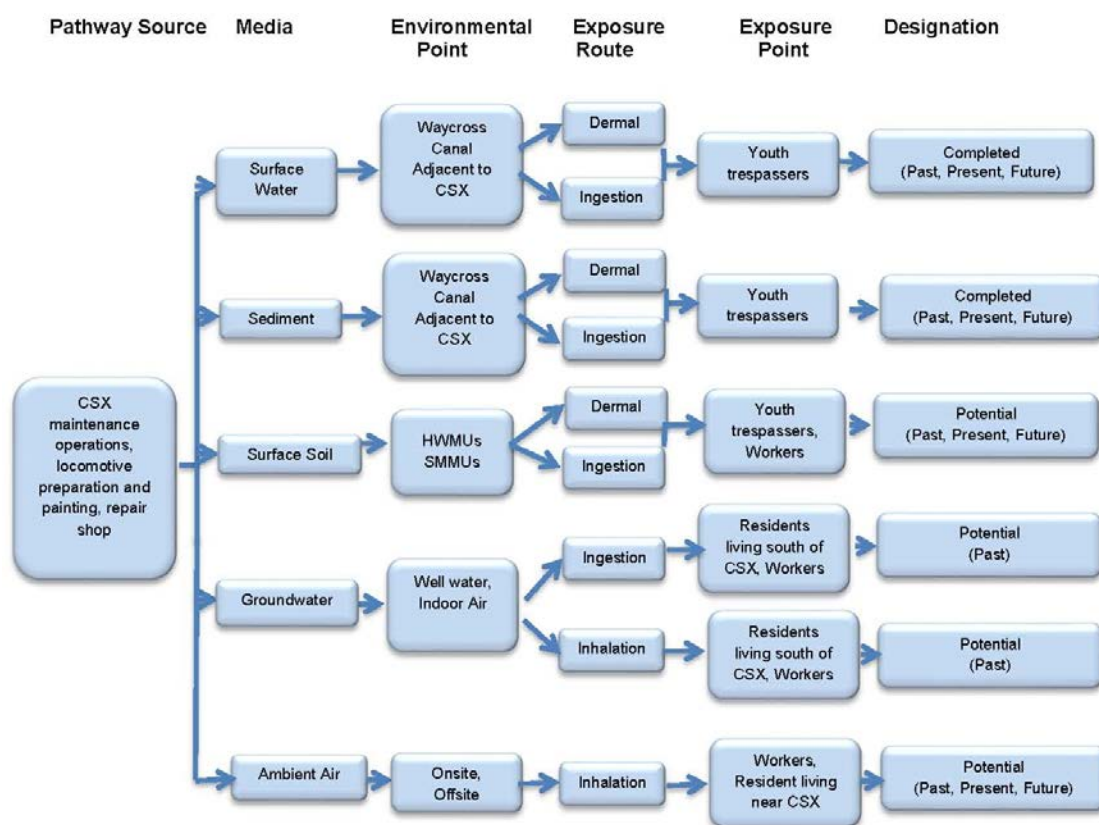 Pathway Source Media Environmental Point Exposure Route Exposure Point Designation
CSX
maintenance
operations,
locomotive
preparation and
painting, repair
shop
Surface
Water
Waycross
Canal
Adjacent to
CSX
Dermal
Ingestion
Youth
trespassers
Completed
(Past, Present, Future)
Sediment
Waycross
Canal
Adjacent to
CSX
Dermal
Ingestion
Youth
trespassers
Completed
(Past, Present, Future)
Surface Soil
HWMUs
SMMUs
Dermal
Ingestion
Youth
trespassers,
Workers
Potential
(Past, Present, Future)
Groundwater
Well water,
Indoor Air
Ingestion
Residents
living south of
CSX, Workers
Potential
(Past)
Inhalation
Residents
living south of
CSX, Workers
Potential
(Past)
Ambient Air
Onsite,
Offsite
Inhalation
Workers,
Resident living
near CSX
Potential
(Past, Present, Future)